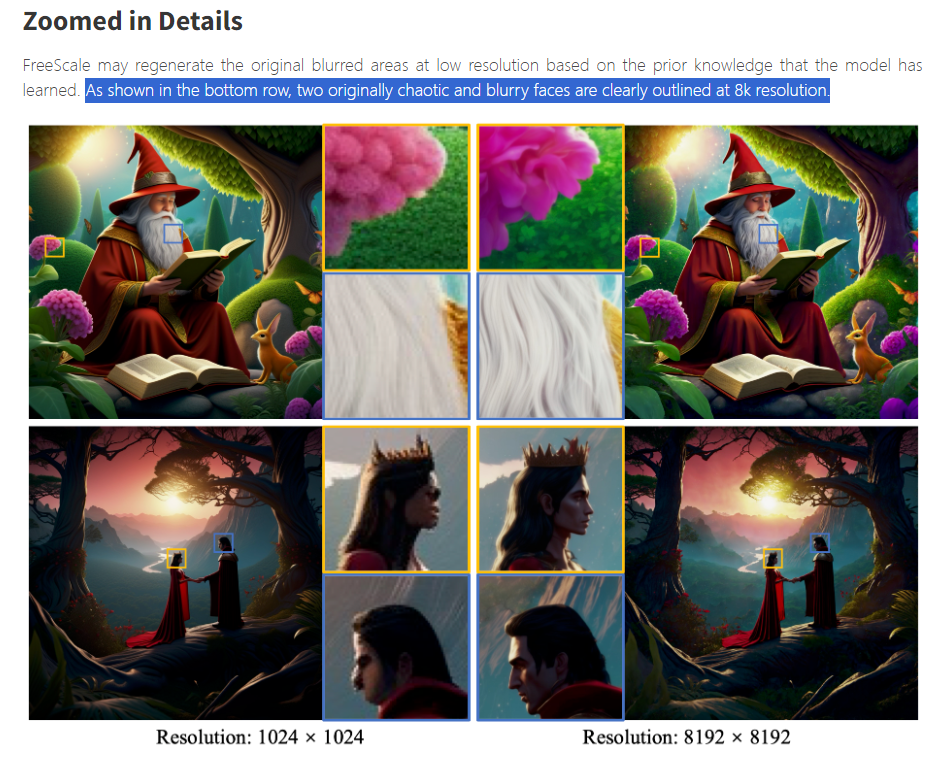 Zoomed in Details
FreeScale may regenerate the original blurred areas at low resolution based on the prior knowledge that the model has
learned. As shown in the bottom row, two originally chaotic and blurry faces are clearly outlined at 8k resolution.
Resolution: 1024 × 1024
Resolution: 8192 × 8192